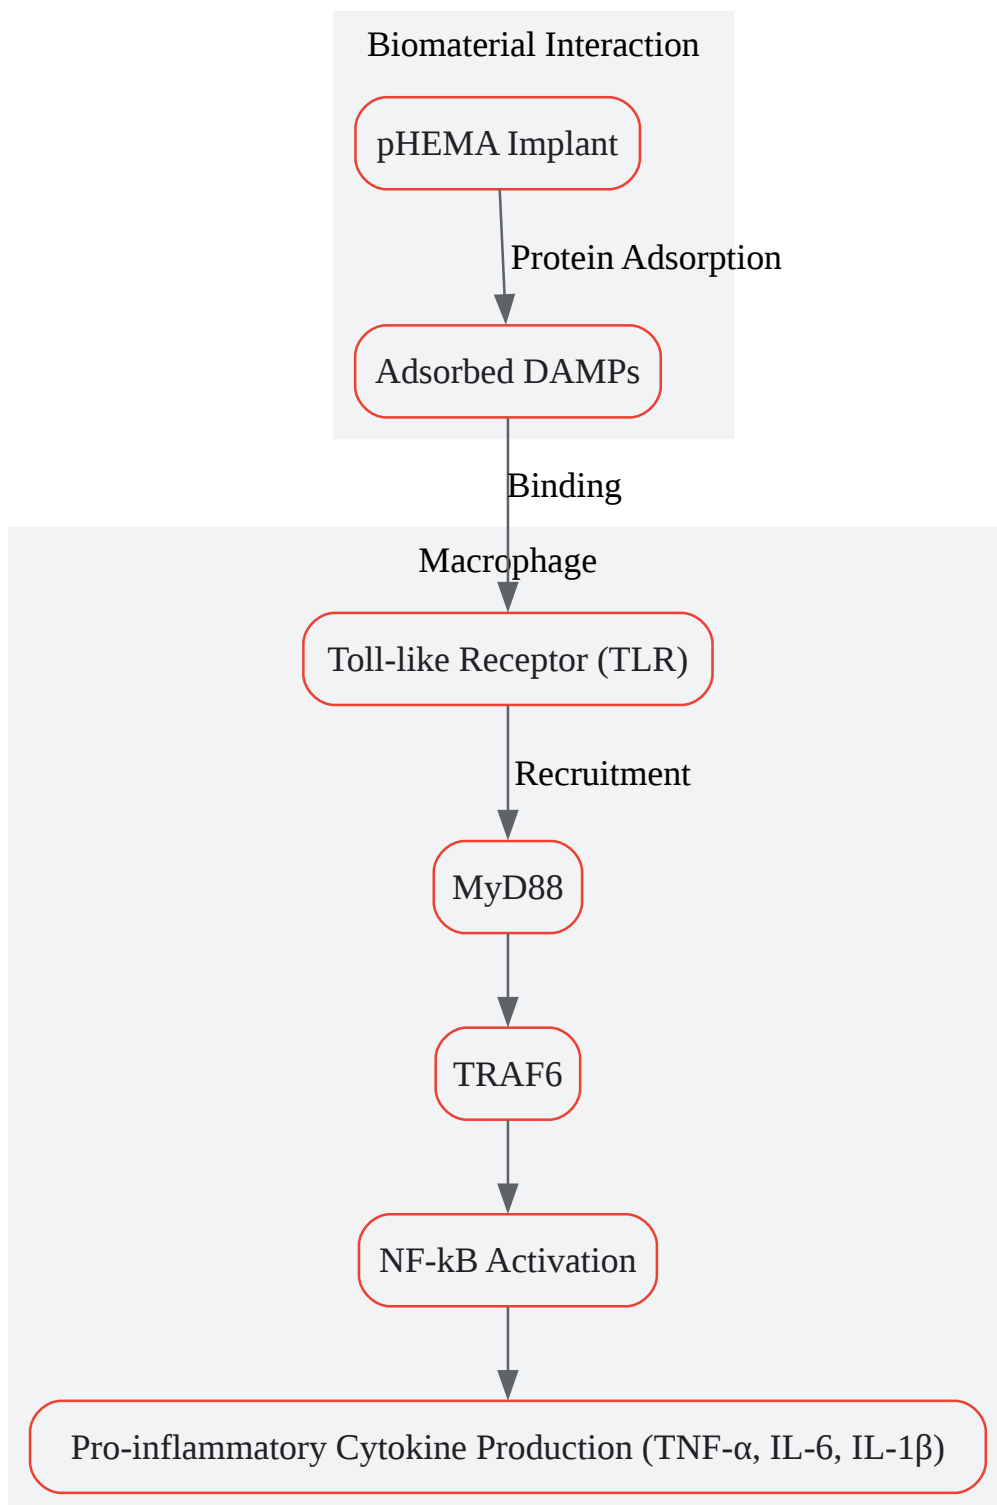 Biomaterial Interaction
pHEMA Implant
Protein Adsorption
Adsorbed DAMPs
Binding
Macrophage
Toll-like Receptor (TLR)
Recruitment
MyD88
TRAF6
NF-kB Activation
Pro-inflammatory Cytokine Production (TNF-α, IL-6, IL-1β)